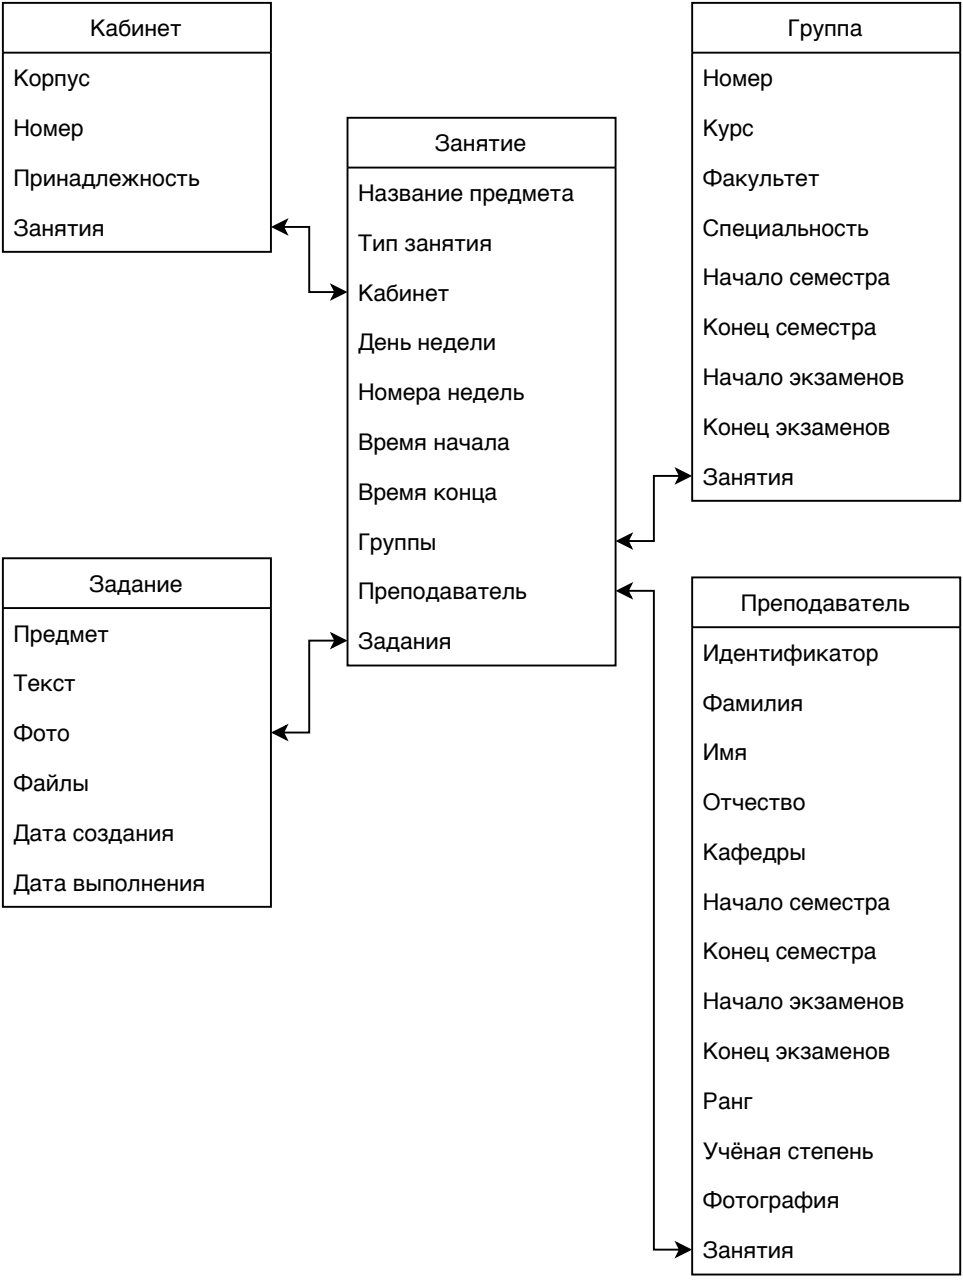 Кабинет
Корпус
Номер
Принадлежность
Занятия
Занятие
Название предмета
Тип занятия
Кабинет
День недели
Номера недель
Время начала
Время конца
Группы
Преподаватель
Задания
Группа
Номер
Курс
Факультет
Специальность
Начало семестра
Конец семестра
Начало экзаменов
Конец экзаменов
Занятия
Задание
Предмет
Текст
Фото
Файлы
Дата создания
Дата выполнения
Преподаватель
Идентификатор
Фамилия
Имя
Отчество
Кафедры
Начало семестра
Конец семестра
Начало экзаменов
Конец экзаменов
Ранг
Учёная степень
Фотография
Занятия